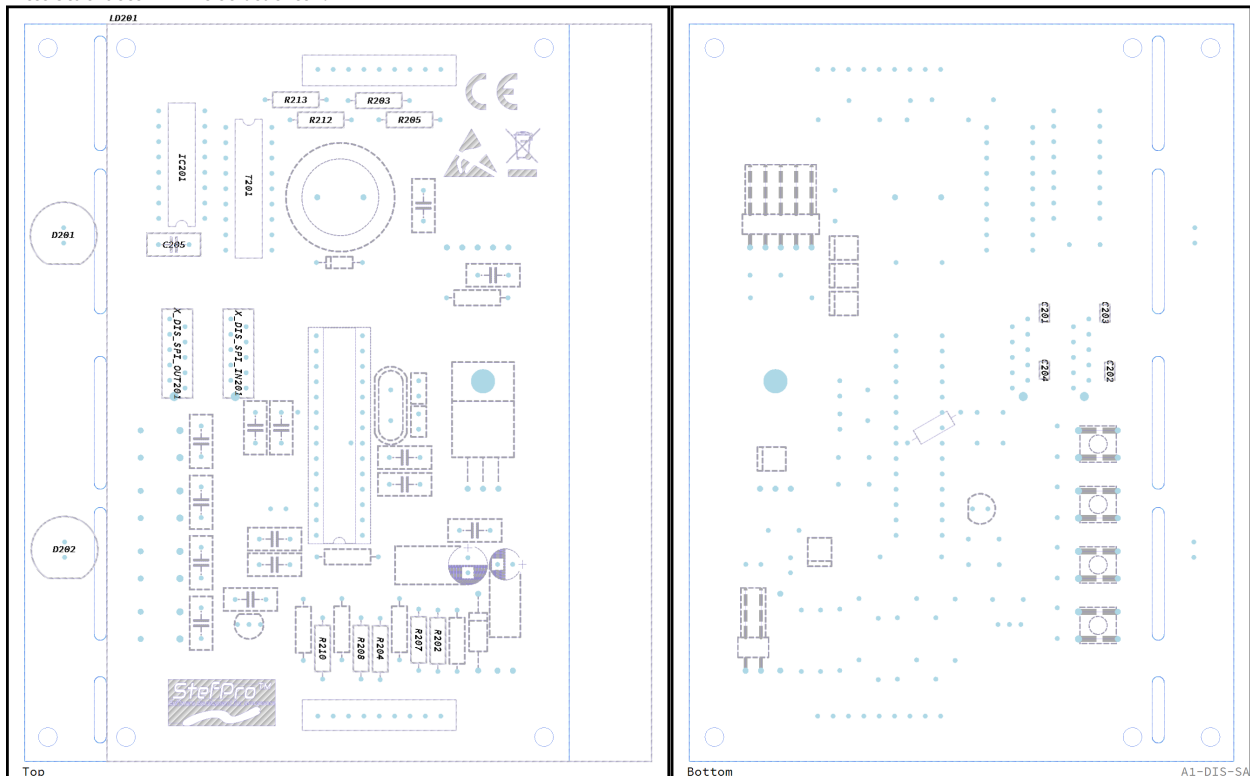 LD201
R213
R203
R212
R205
IC201
T201
D201
C205
X_DIS_SPI_OUT201
X_DIS_SPI_IN201
C201
C203
C204
C202
D202
R210
R208
R204
R207
R202
StefPro™
Top
Bottom
A1-DIS-SA